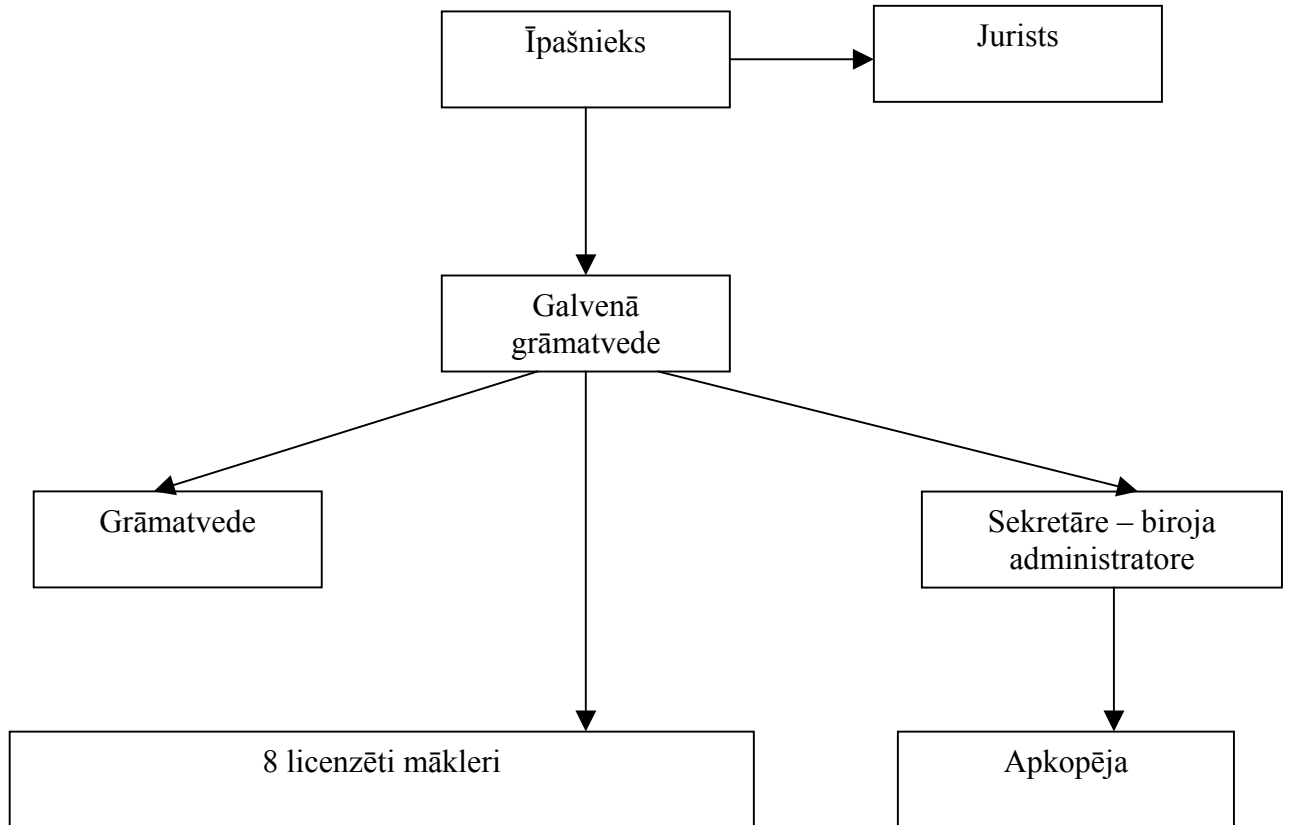 Īpašnieks
Jurists
Galvenā
grāmatvede
Grāmatvede
Sekretāre – biroja
administratore
8 licenzēti mākleri
Apkopēja